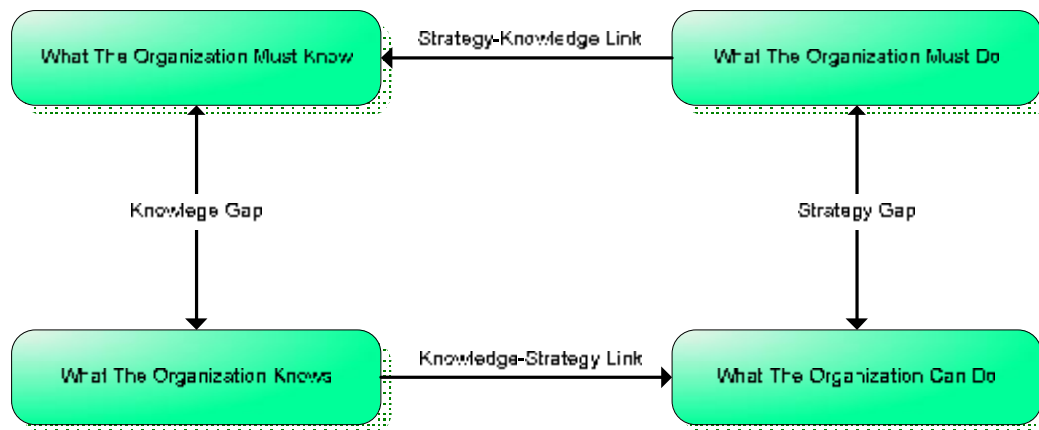 Strategy-Knowledge Link
What The Organization Must Know
What The Organization Must Do
Knowlege Gap
Strategy Gap
Knowledge-Strategy Link
What The Organization Knows
What The Organization Can Do